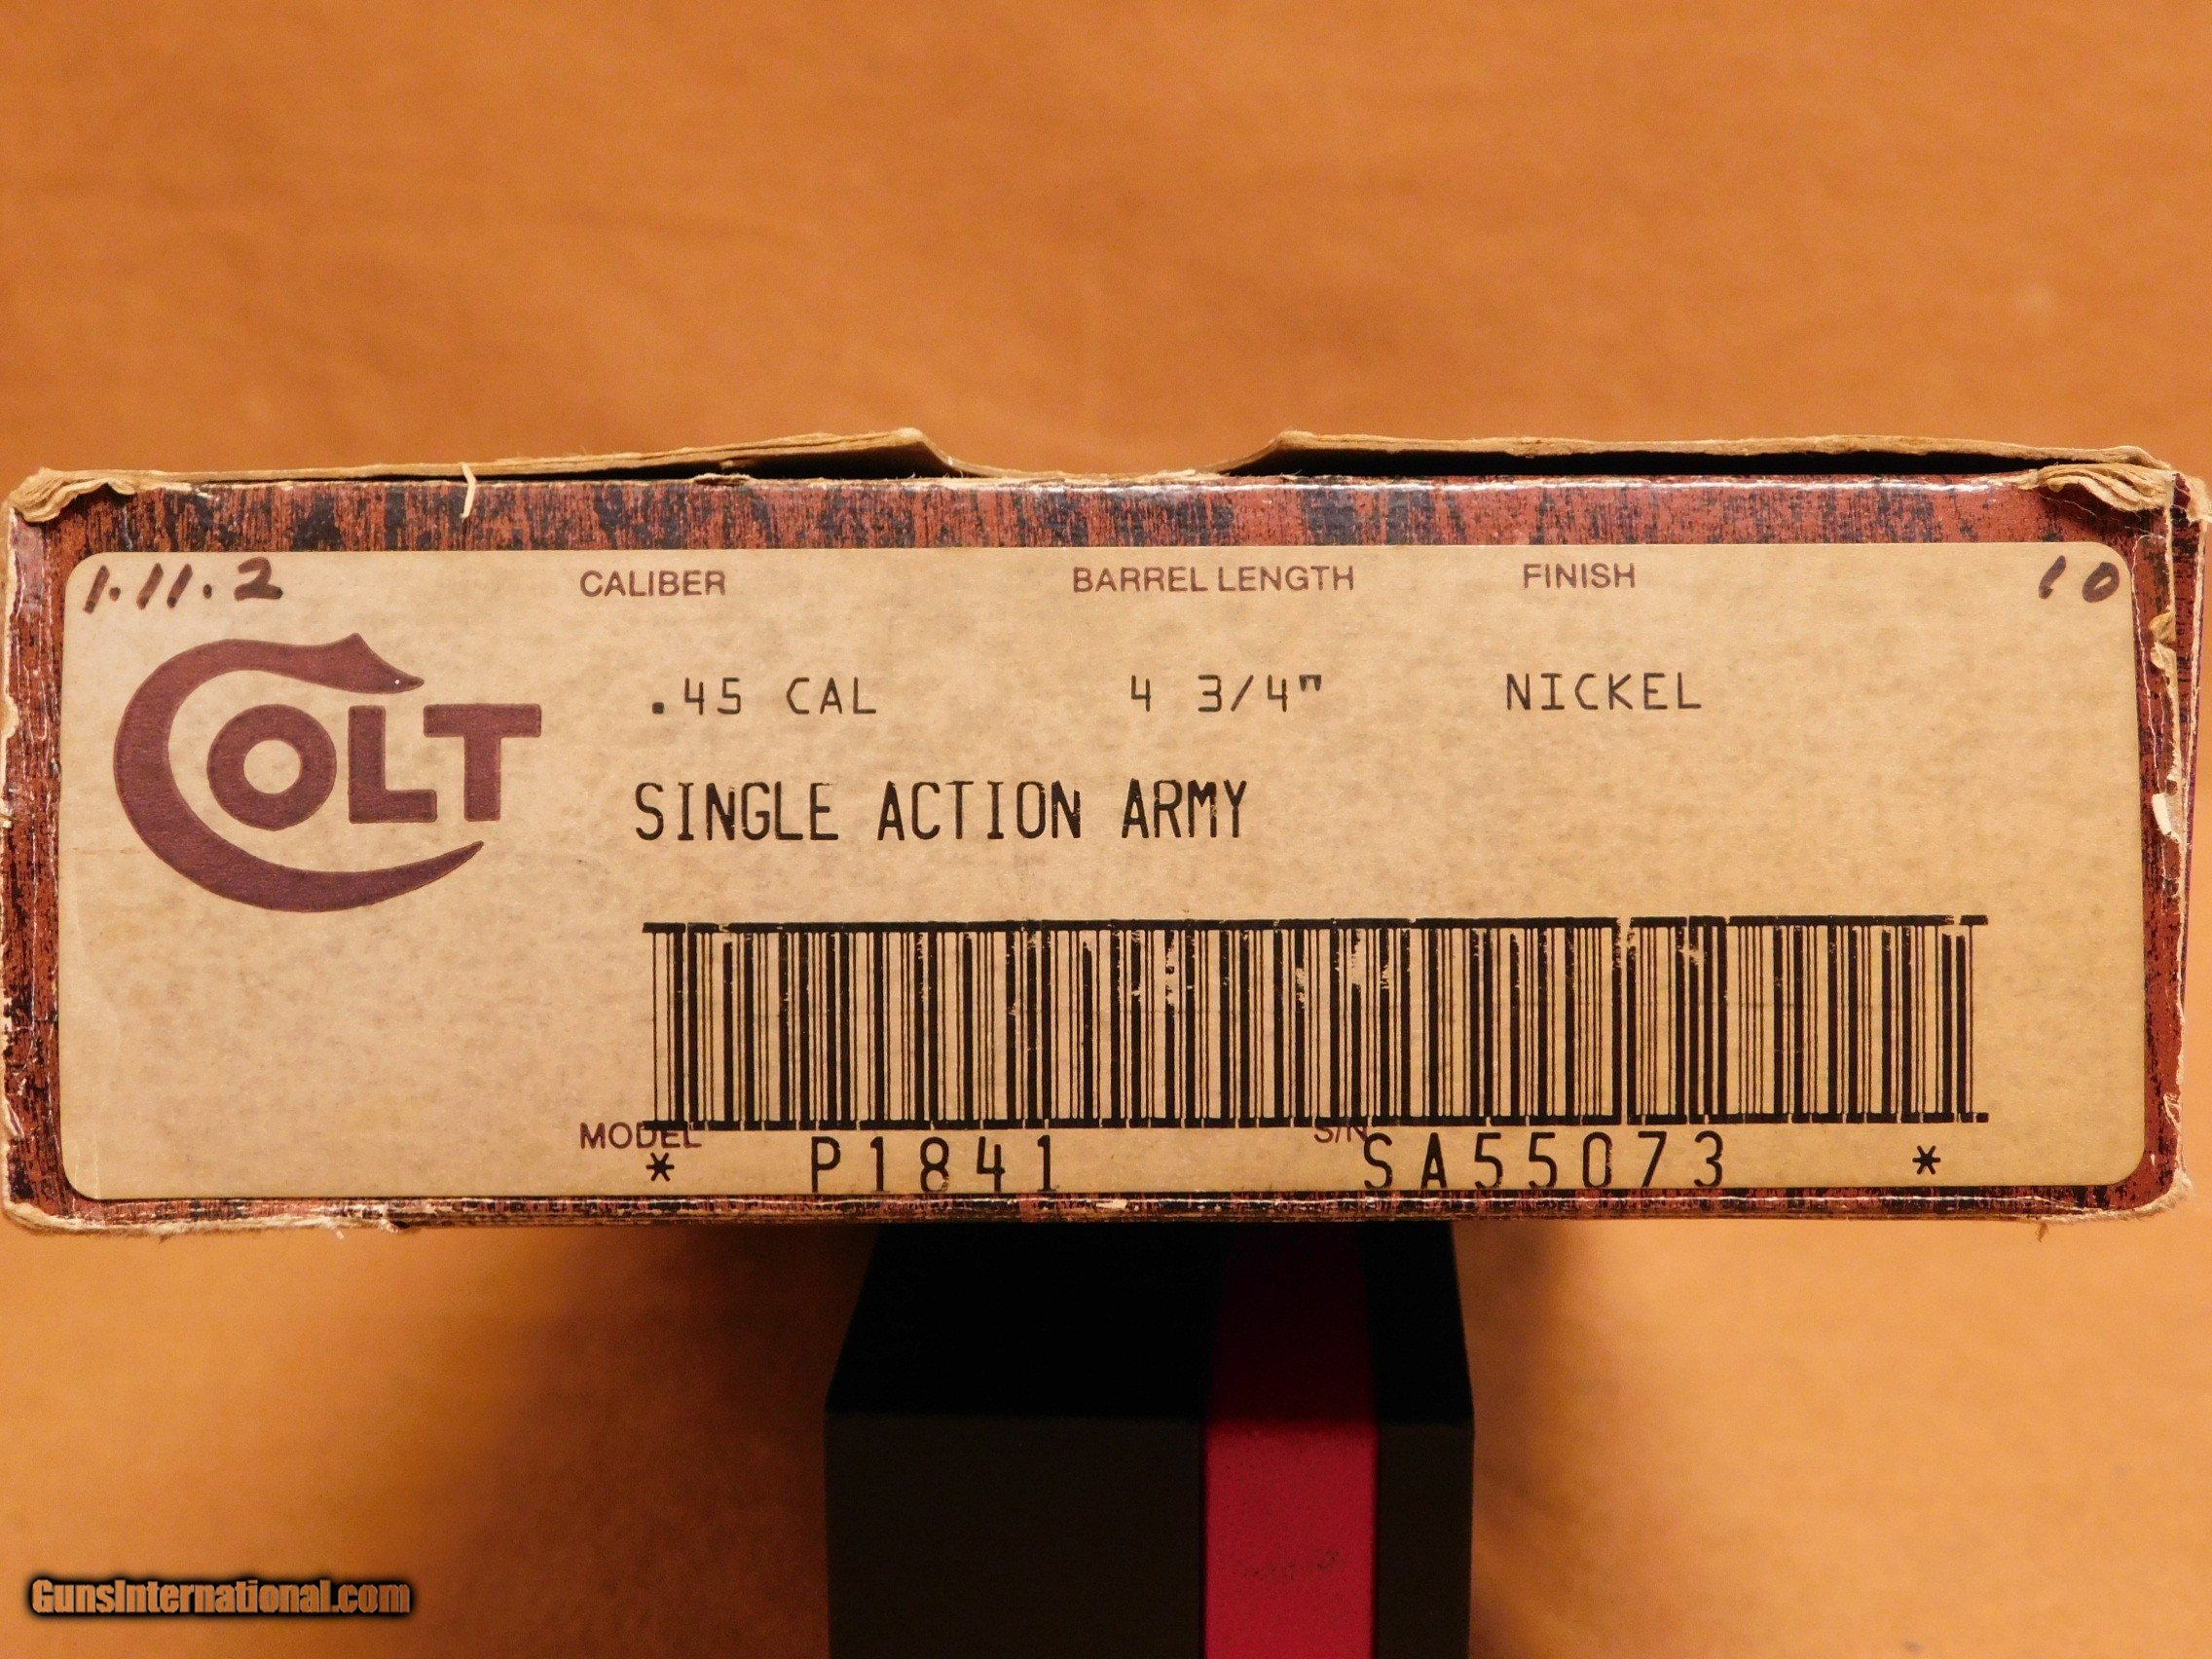 1.11.2 CALIBER BARREL LENGTH FINISH 10
COLT
.45 CAL 4 3/4" NICKEL
SINGLE ACTION ARMY
MODEL S/N
* P1841 SA55073 *
GunsInternational.com